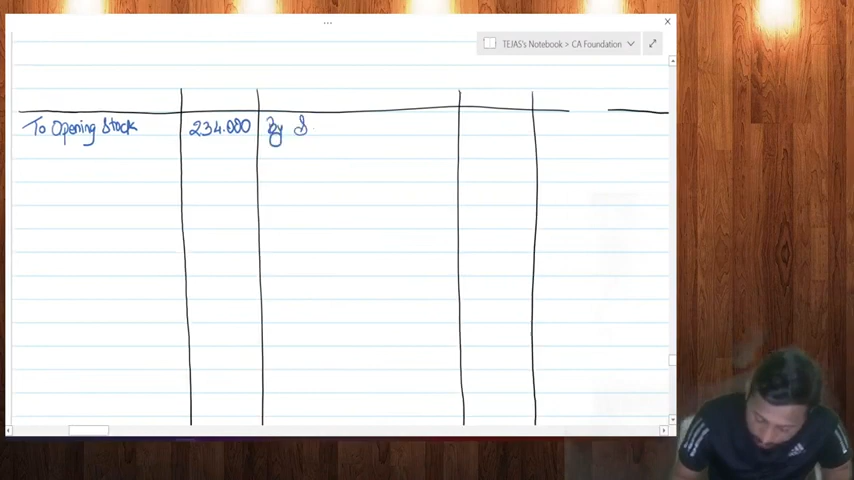 TEJAS's Notebook > CA Foundation
To Opening Stock 234.000 By S